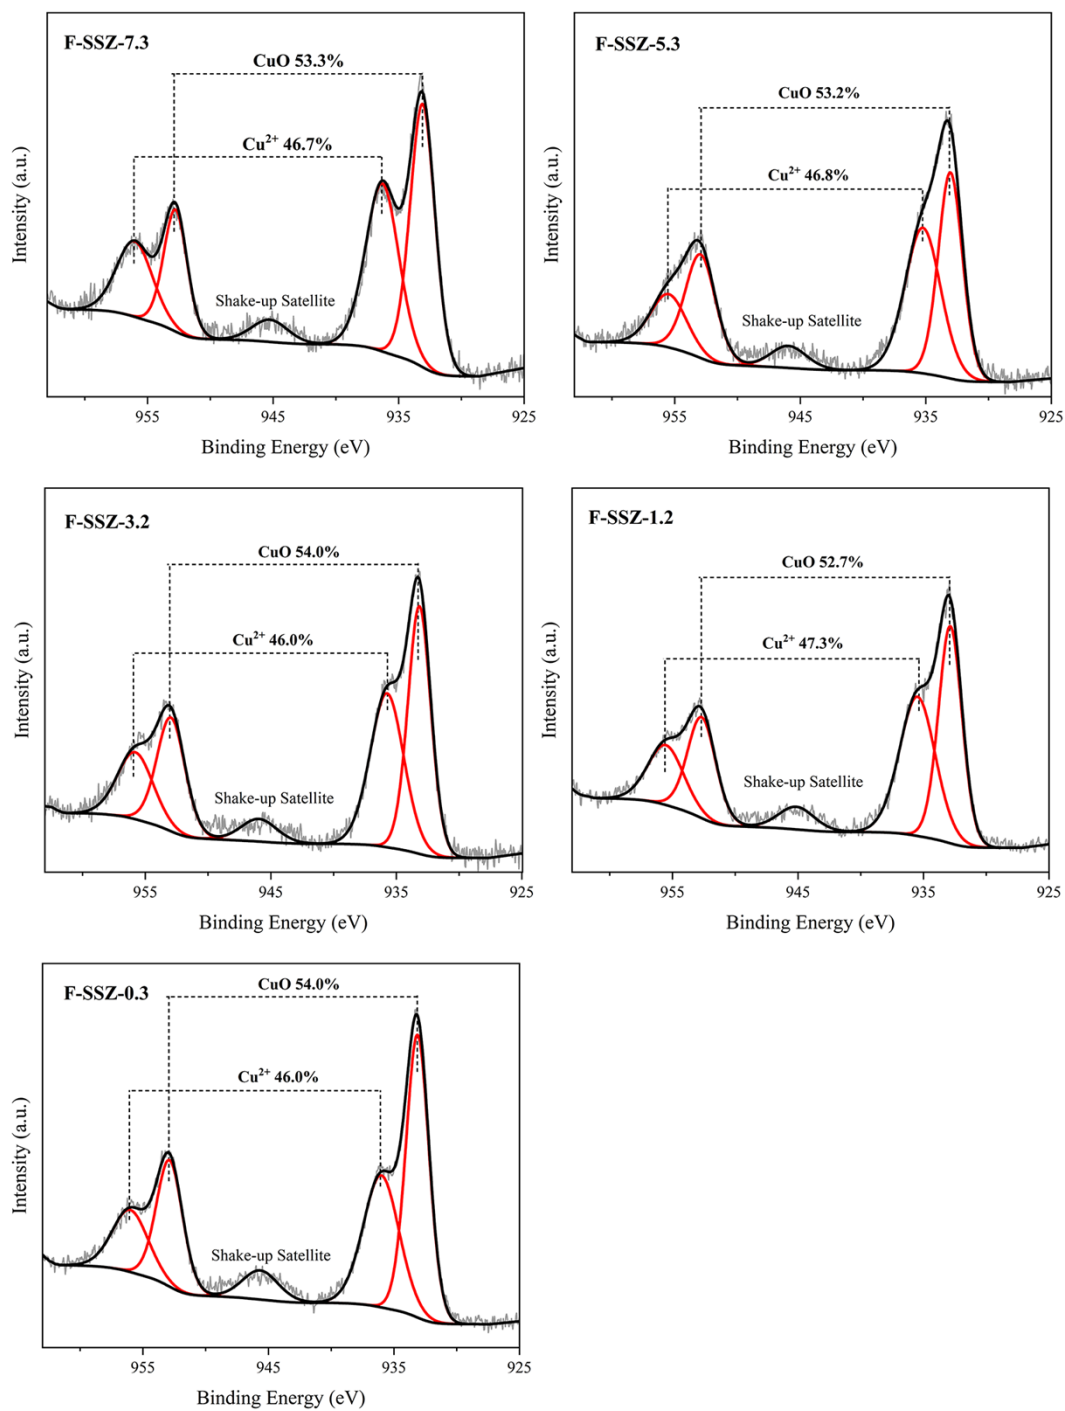 F-SSZ-7.3
CuO 53.3%
Cu²⁺ 46.7%
Shake-up Satellite
Intensity (a.u.)
955 945 935 925
Binding Energy (eV)
F-SSZ-5.3
CuO 53.2%
Cu²⁺ 46.8%
Shake-up Satellite
Intensity (a.u.)
955 945 935 925
Binding Energy (eV)
F-SSZ-3.2
CuO 54.0%
Cu²⁺ 46.0%
Shake-up Satellite
Intensity (a.u.)
955 945 935 925
Binding Energy (eV)
F-SSZ-1.2
CuO 52.7%
Cu²⁺ 47.3%
Shake-up Satellite
Intensity (a.u.)
955 945 935 925
Binding Energy (eV)
F-SSZ-0.3
CuO 54.0%
Cu²⁺ 46.0%
Shake-up Satellite
Intensity (a.u.)
955 945 935 925
Binding Energy (eV)